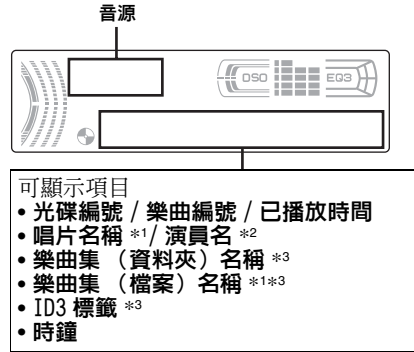 音源
DSO EQ3
可顯示項目
• 光碟編號 / 樂曲編號 / 已播放時間
• 唱片名稱 *1/ 演員名 *2
• 樂曲集 （資料夾）名稱 *3
• 樂曲集 （檔案）名稱 *1*3
• ID3 標籤 *3
• 時鐘